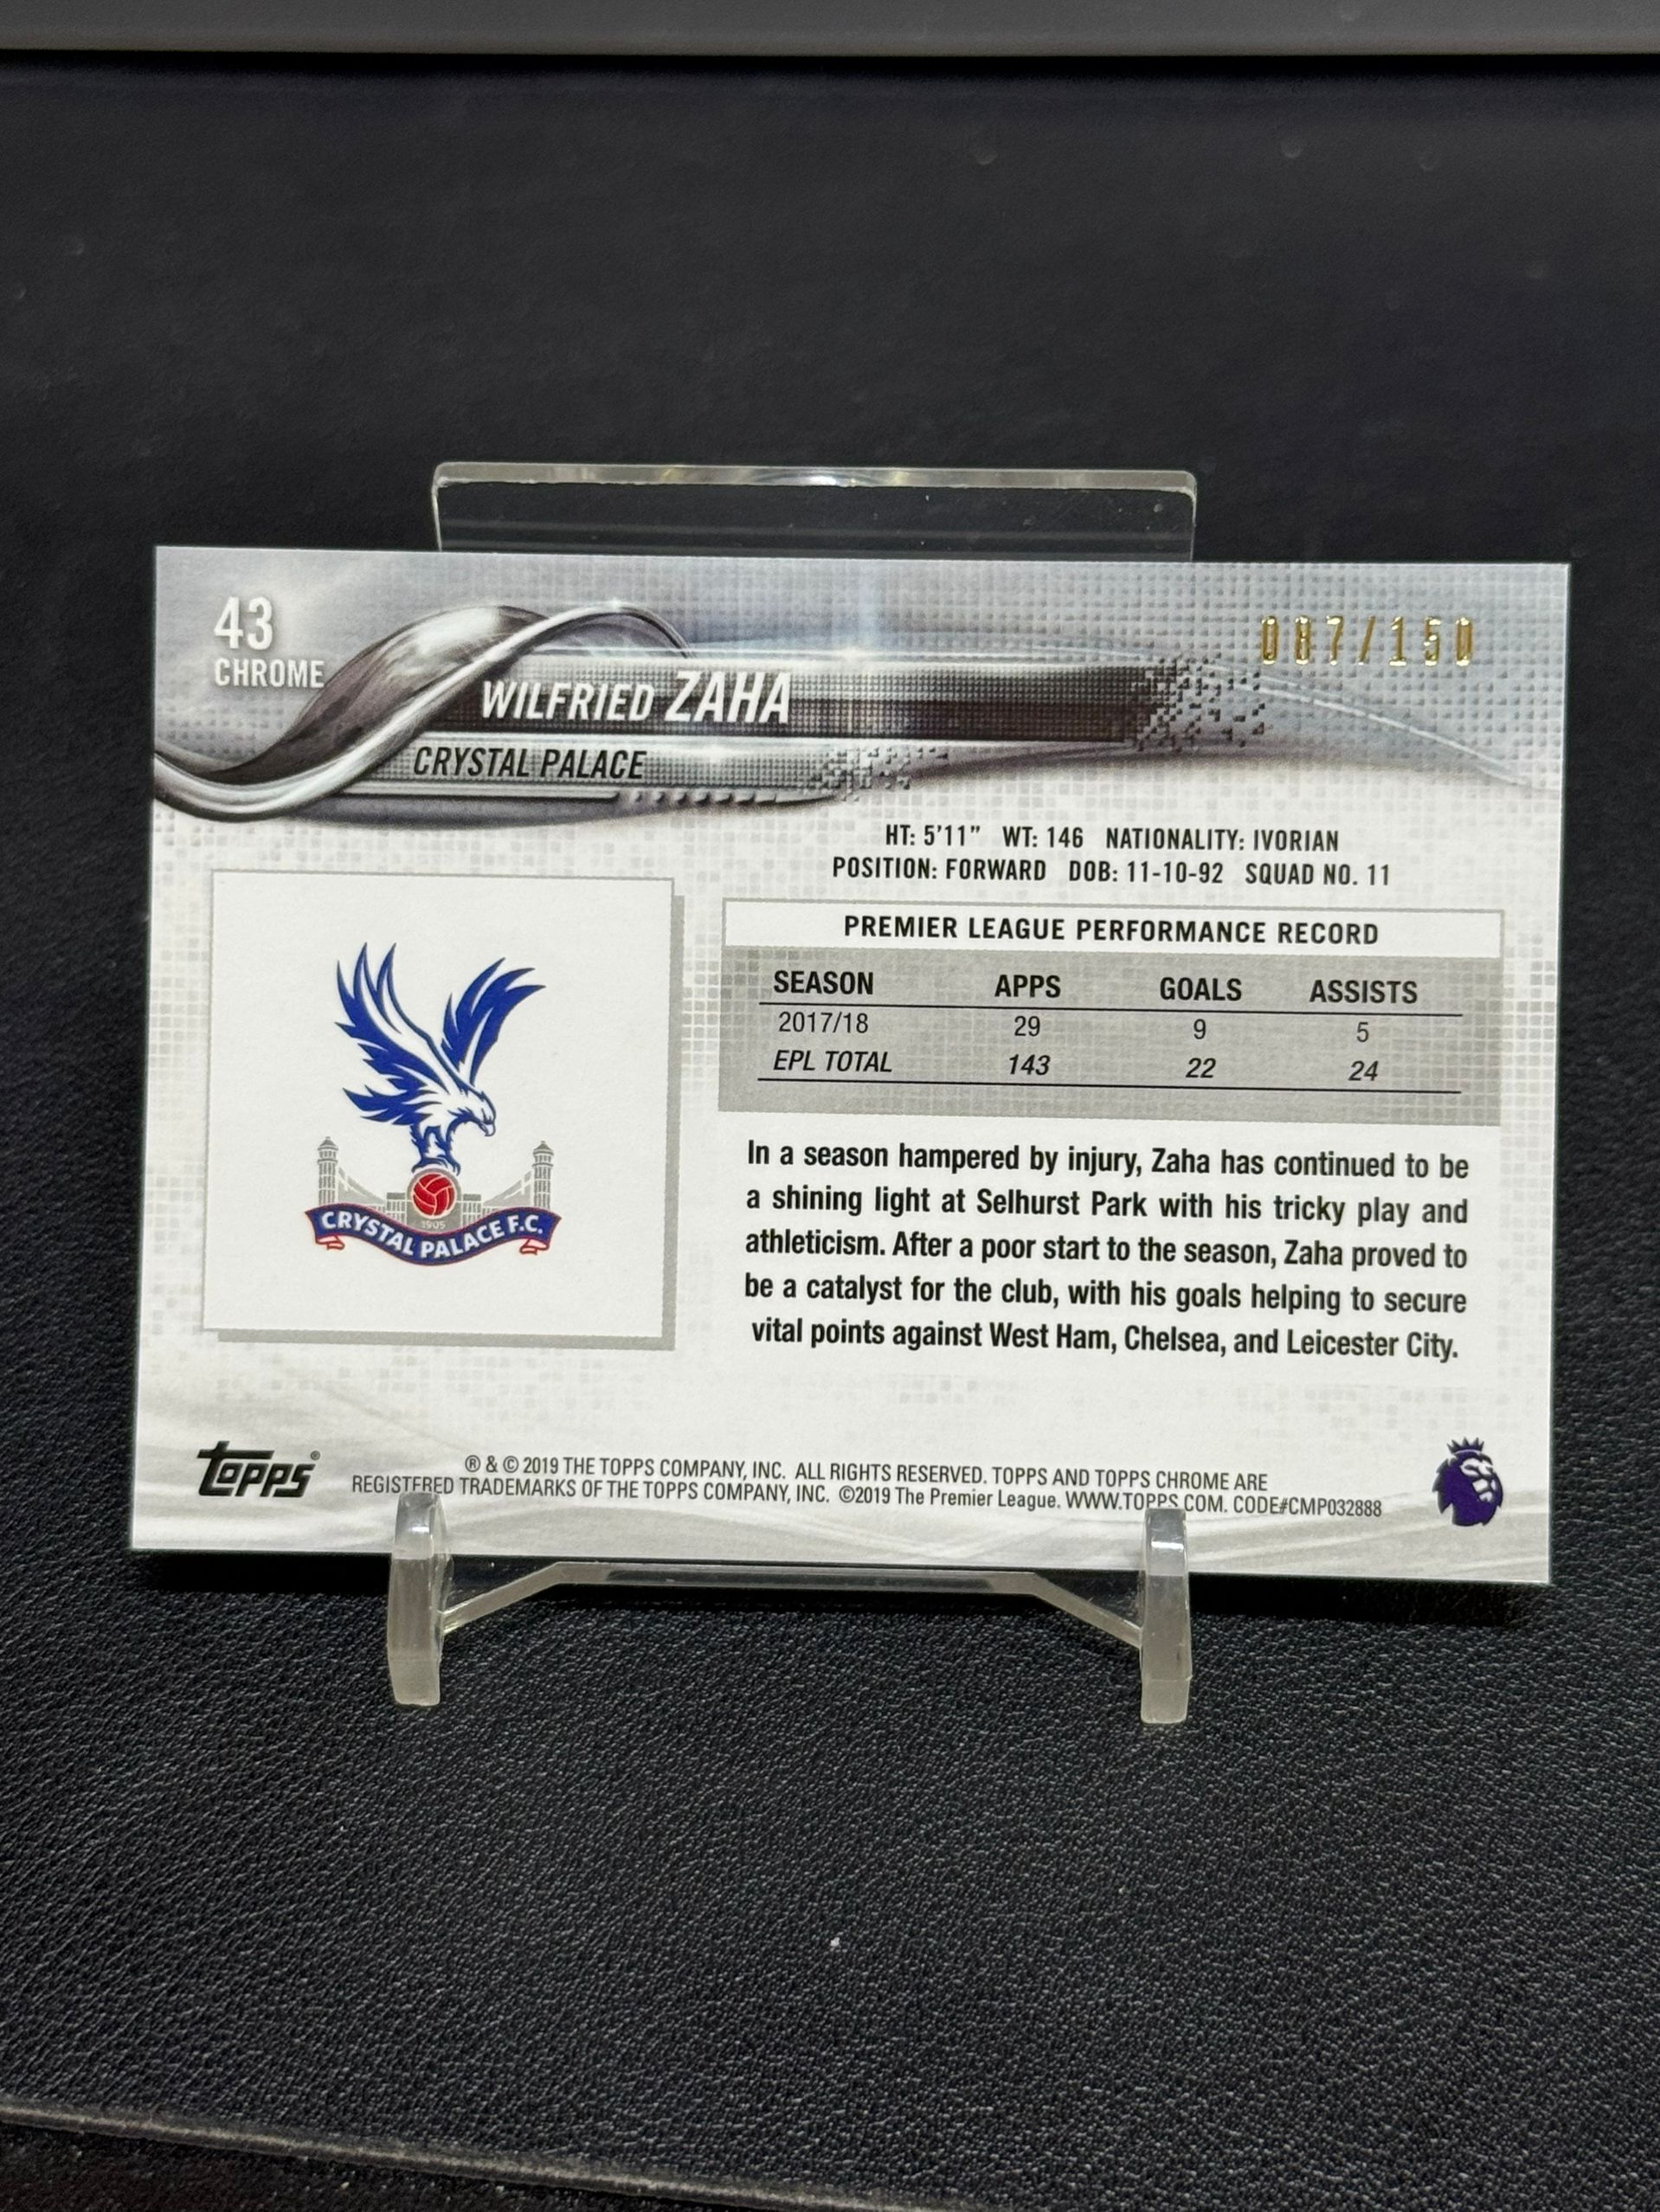 43
CHROME
087/150
WILFRIED ZAHA
CRYSTAL PALACE
HT: 5'11" WT: 146 NATIONALITY: IVORIAN
POSITION: FORWARD DOB: 11-10-92 SQUAD NO. 11
PREMIER LEAGUE PERFORMANCE RECORD
SEASON APPS GOALS ASSISTS
2017/18 29 9 5
EPL TOTAL 143 22 24
1905
CRYSTAL PALACE F.C.
In a season hampered by injury, Zaha has continued to be
a shining light at Selhurst Park with his tricky play and
athleticism. After a poor start to the season, Zaha proved to
be a catalyst for the club, with his goals helping to secure
vital points against West Ham, Chelsea, and Leicester City.
topps®
® & © 2019 THE TOPPS COMPANY, INC. ALL RIGHTS RESERVED. TOPPS AND TOPPS CHROME ARE
REGISTERED TRADEMARKS OF THE TOPPS COMPANY, INC. ©2019 The Premier League. WWW.TOPPS.COM. CODE#CMP032888